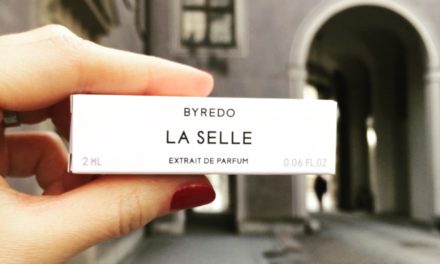 BYREDO
LA SELLE
2 ML EXTRAIT DE PARFUM 0.06 FL.OZ